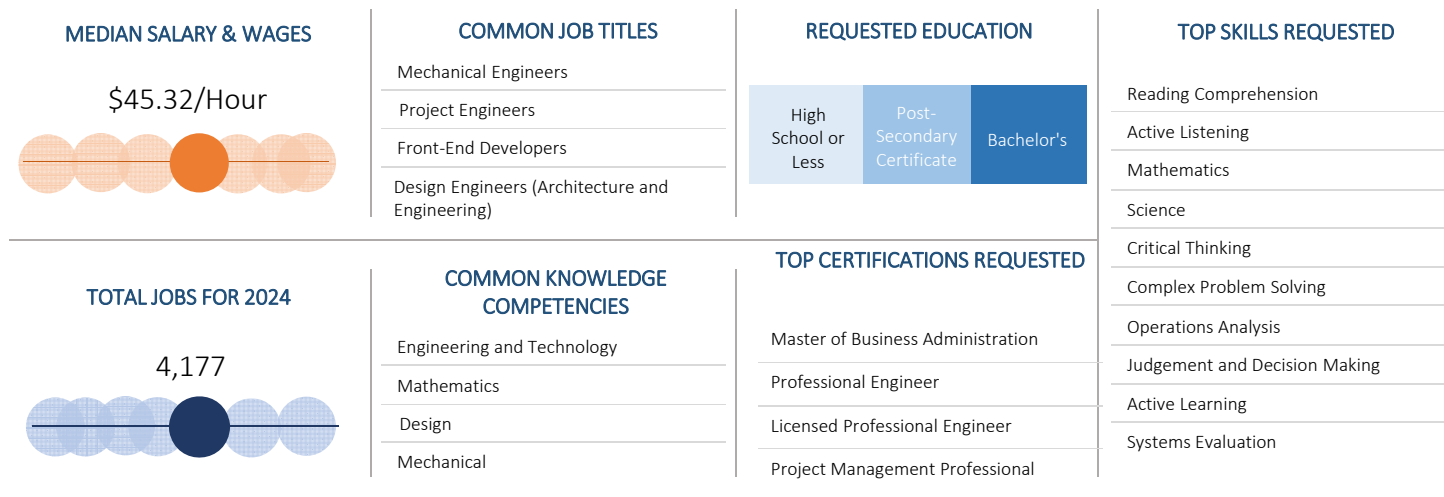 MEDIAN SALARY & WAGES
$45.32/Hour
COMMON JOB TITLES
Mechanical Engineers
Project Engineers
Front-End Developers
Design Engineers (Architecture and
Engineering)
REQUESTED EDUCATION
High
School or
Less
Post-
Secondary
Certificate
Bachelor's
TOP SKILLS REQUESTED
Reading Comprehension
Active Listening
Mathematics
Science
Critical Thinking
Complex Problem Solving
Operations Analysis
Judgement and Decision Making
Active Learning
Systems Evaluation
TOTAL JOBS FOR 2024
4,177
COMMON KNOWLEDGE
COMPETENCIES
Engineering and Technology
Mathematics
Design
Mechanical
TOP CERTIFICATIONS REQUESTED
Master of Business Administration
Professional Engineer
Licensed Professional Engineer
Project Management Professional